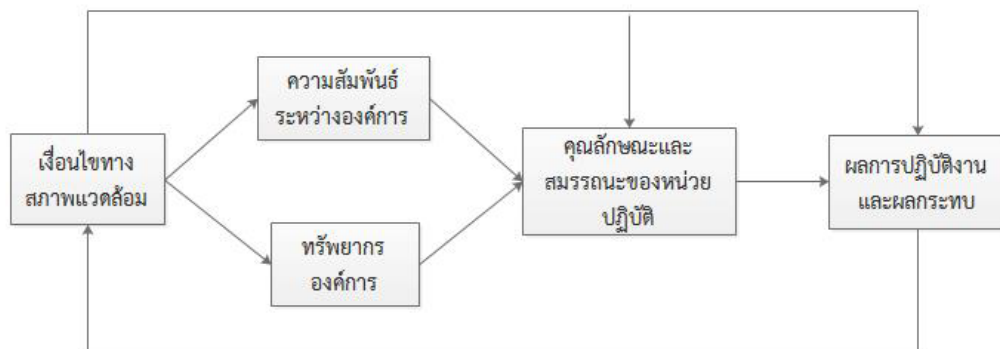 ความสัมพันธ์
ระหว่างองค์การ
เงื่อนไขทาง
สภาพแวดล้อม
ทรัพยากร
องค์การ
คุณลักษณะและ
สมรรถนะของหน่วย
ปฏิบัติ
ผลการปฏิบัติงาน
และผลกระทบ